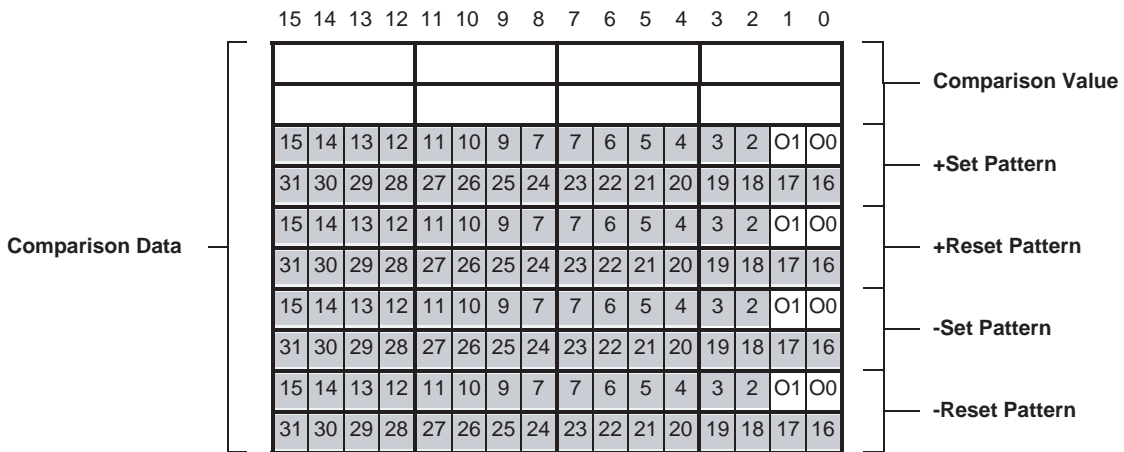 15 14 13 12 11 10 9 8 7 6 5 4 3 2 1 0
Comparison Value
15 14 13 12 11 10 9 7 7 6 5 4 3 2 O1 O0
+Set Pattern
31 30 29 28 27 26 25 24 23 22 21 20 19 18 17 16
15 14 13 12 11 10 9 7 7 6 5 4 3 2 O1 O0
Comparison Data
+Reset Pattern
31 30 29 28 27 26 25 24 23 22 21 20 19 18 17 16
15 14 13 12 11 10 9 7 7 6 5 4 3 2 O1 O0
-Set Pattern
31 30 29 28 27 26 25 24 23 22 21 20 19 18 17 16
15 14 13 12 11 10 9 7 7 6 5 4 3 2 O1 O0
-Reset Pattern
31 30 29 28 27 26 25 24 23 22 21 20 19 18 17 16